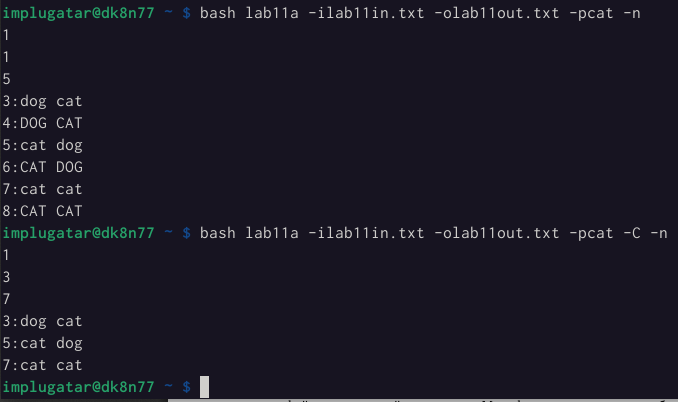 implugatar@dk8n77 ~ $ bash lab11a -ilab11in.txt -olab11out.txt -pcat -n
1
1
5
3:dog cat
4:DOG CAT
5:cat dog
6:CAT DOG
7:cat cat
8:CAT CAT
implugatar@dk8n77 ~ $ bash lab11a -ilab11in.txt -olab11out.txt -pcat -C -n
1
3
7
3:dog cat
5:cat dog
7:cat cat
implugatar@dk8n77 ~ $